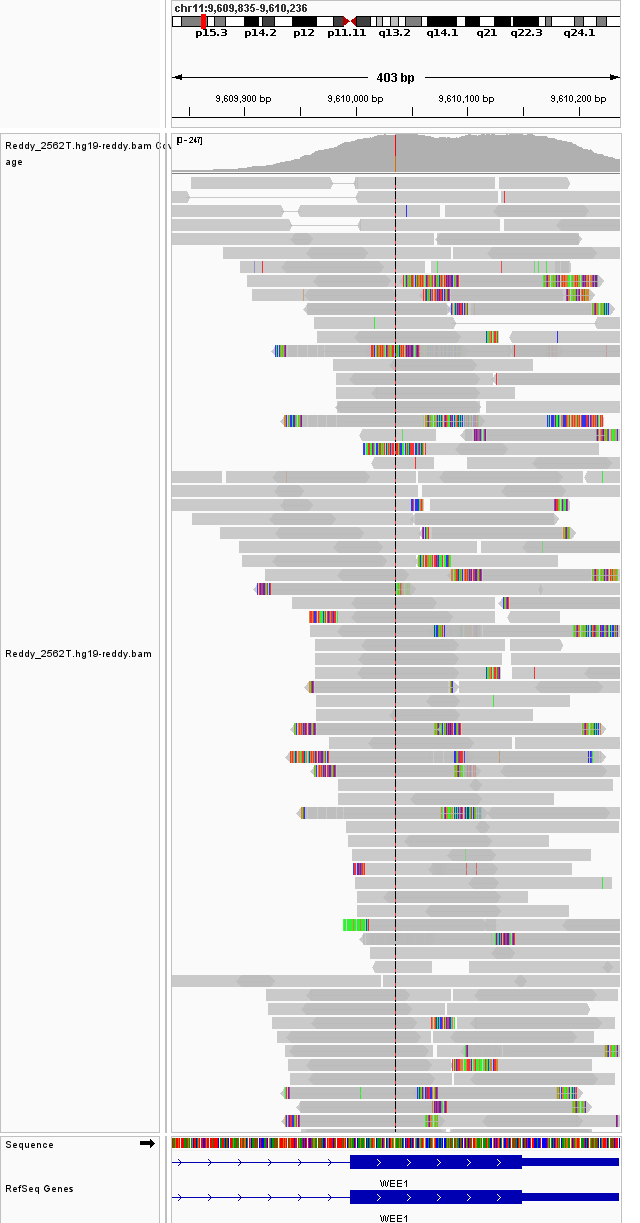 chr11:9,609,835-9,610,236
p15.3 p14.2 p12 p11.11 q13.2 q14.1 q21 q22.3 q24.1
403 bp
9,609,900 bp 9,610,000 bp 9,610,100 bp 9,610,200 bp
[0 - 247]
Reddy_2562T.hg19-reddy.bam Cov
age
Reddy_2562T.hg19-reddy.bam
Sequence
WEE1
RefSeq Genes
WEE1